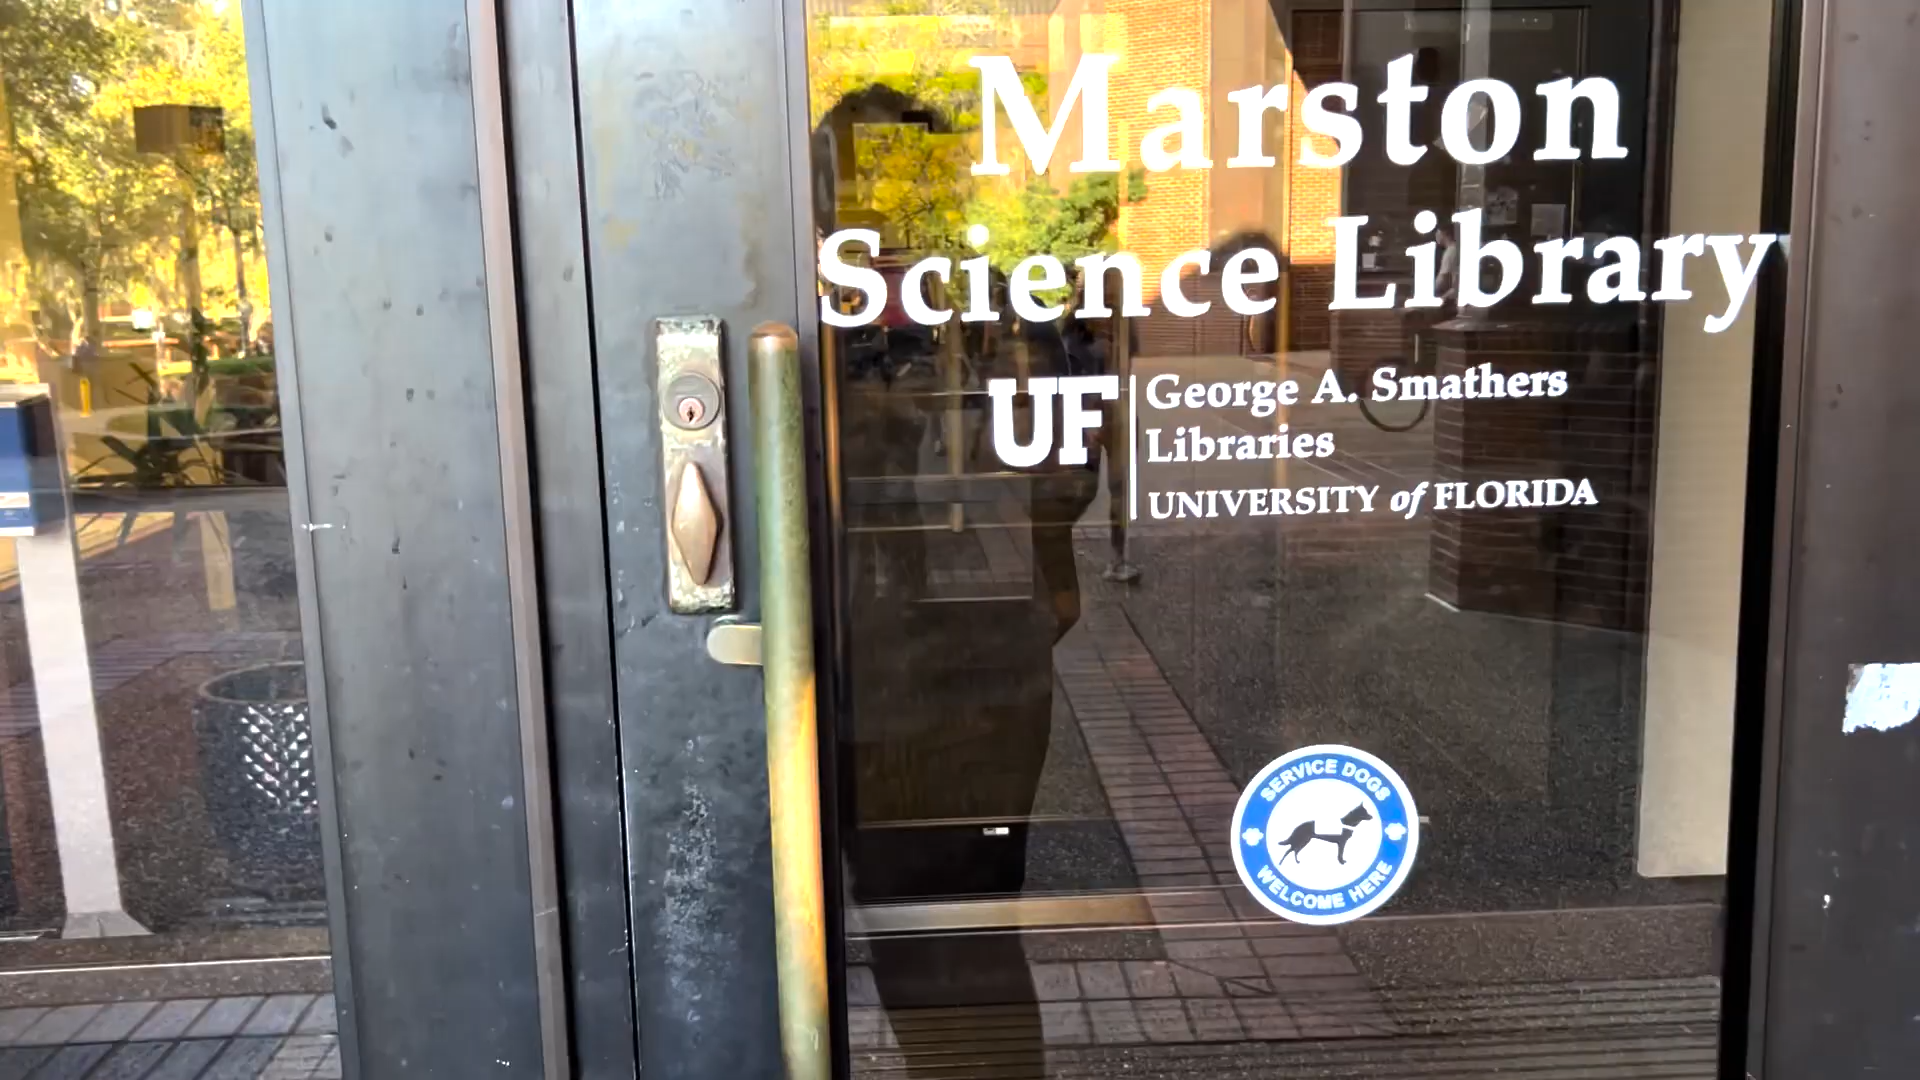 Marston
Science Library
UF
George A. Smathers
Libraries
UNIVERSITY of FLORIDA
SERVICE DOGS
WELCOME HERE